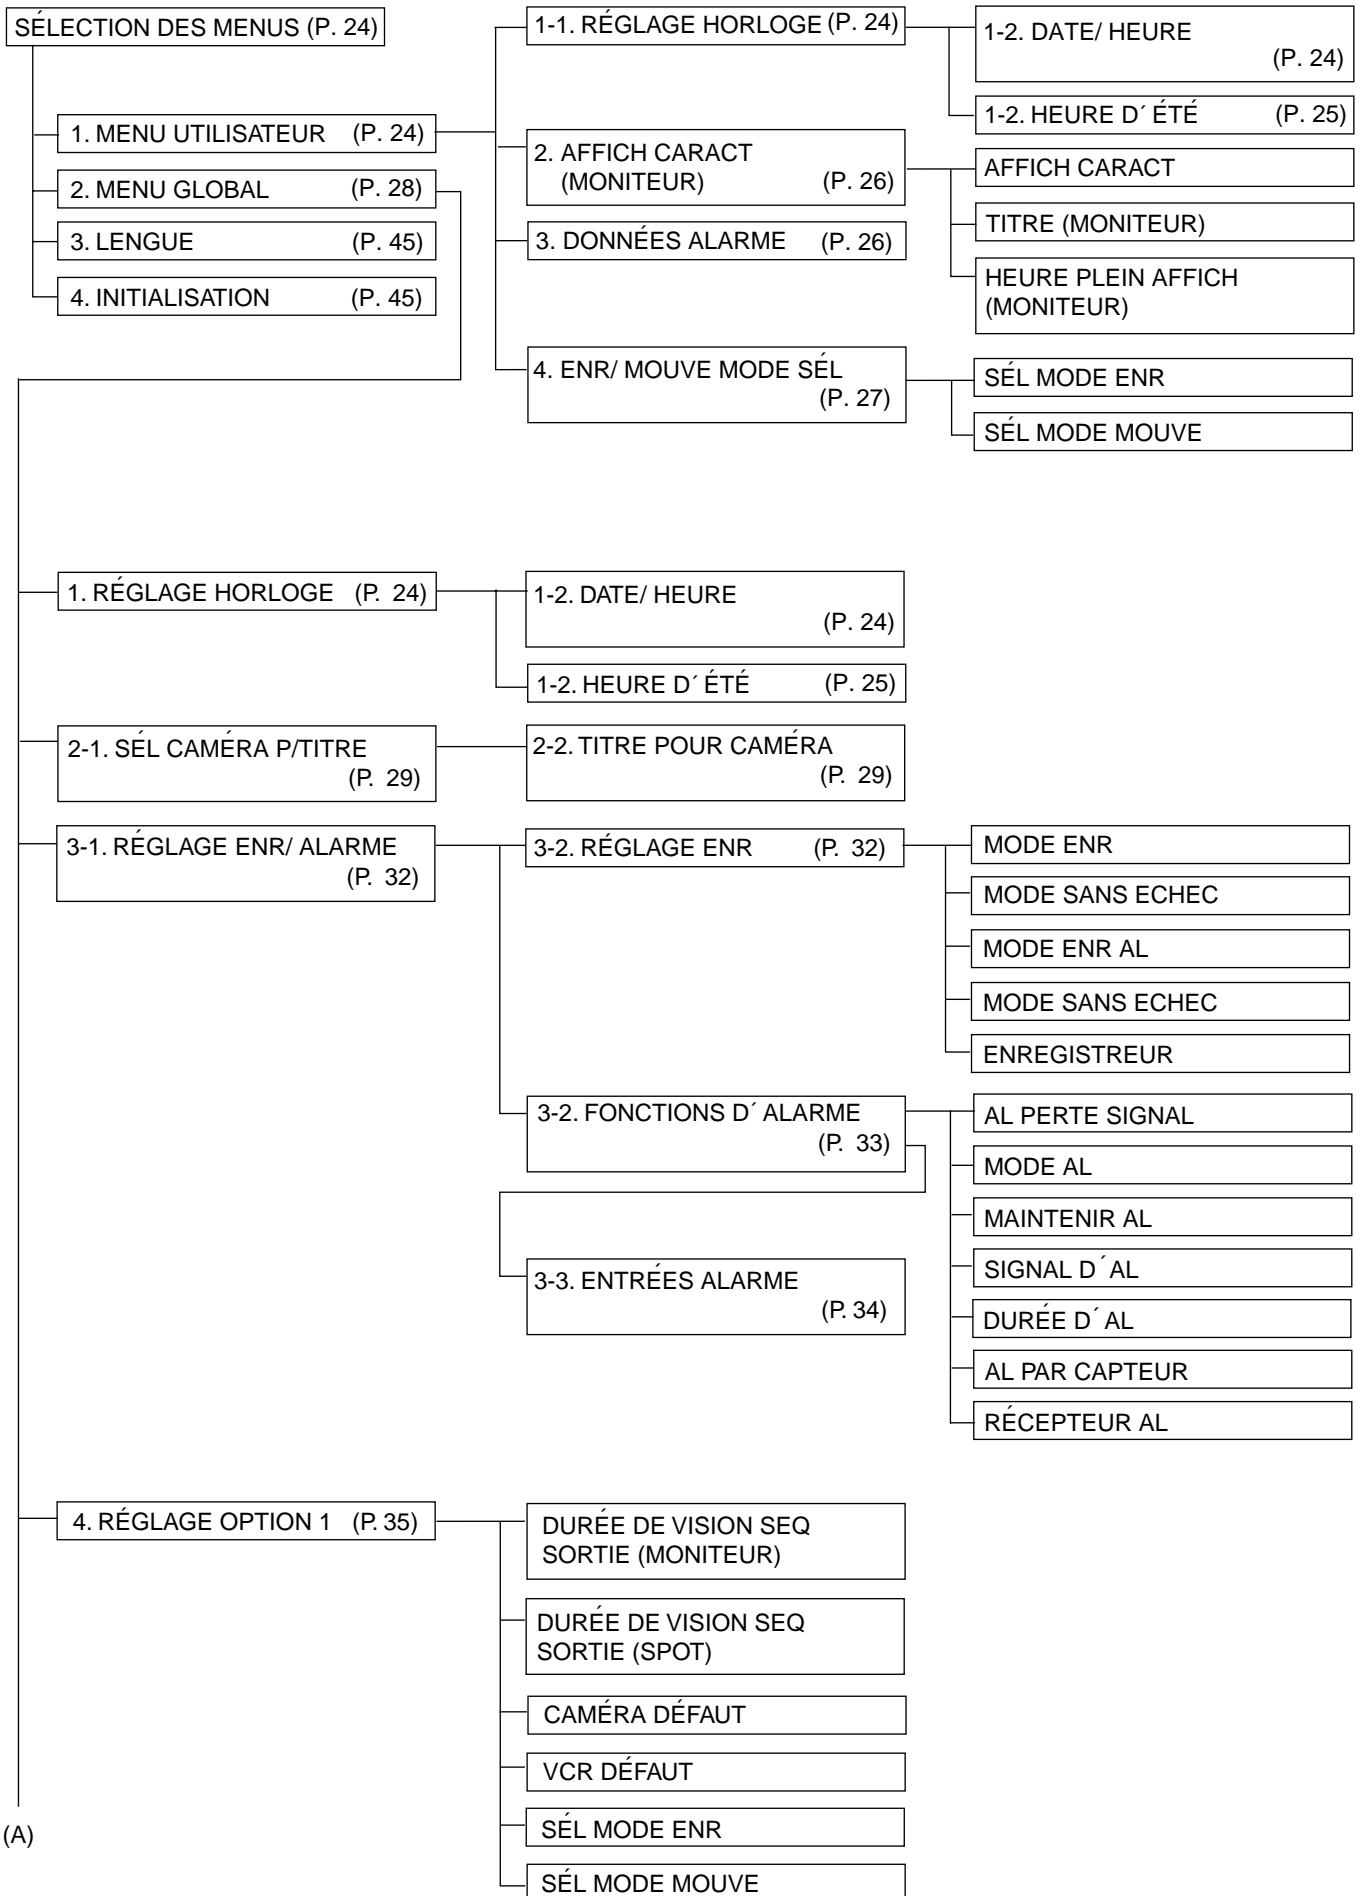 SÉLECTION DES MENUS (P. 24)
1. MENU UTILISATEUR (P. 24)
2. MENU GLOBAL (P. 28)
3. LENGUE (P. 45)
4. INITIALISATION (P. 45)
1-1. RÉGLAGE HORLOGE (P. 24)
1-2. DATE/ HEURE
(P. 24)
1-2. HEURE D´ ÉTÉ (P. 25)
2. AFFICH CARACT
(MONITEUR) (P. 26)
AFFICH CARACT
TITRE (MONITEUR)
HEURE PLEIN AFFICH
(MONITEUR)
3. DONNÉES ALARME (P. 26)
4. ENR/ MOUVE MODE SÉL
(P. 27)
SÉL MODE ENR
SÉL MODE MOUVE
1. RÉGLAGE HORLOGE (P. 24)
1-2. DATE/ HEURE
(P. 24)
1-2. HEURE D´ ÉTÉ (P. 25)
2-1. SÉL CAMÉRA P/TITRE
(P. 29)
2-2. TITRE POUR CAMÉRA
(P. 29)
3-1. RÉGLAGE ENR/ ALARME
(P. 32)
3-2. RÉGLAGE ENR (P. 32)
MODE ENR
MODE SANS ECHEC
MODE ENR AL
MODE SANS ECHEC
ENREGISTREUR
3-2. FONCTIONS D´ ALARME
(P. 33)
AL PERTE SIGNAL
MODE AL
MAINTENIR AL
SIGNAL D´AL
DURÉE D´ AL
AL PAR CAPTEUR
RÉCEPTEUR AL
3-3. ENTRÉES ALARME
(P. 34)
4. RÉGLAGE OPTION 1 (P. 35)
DURÉE DE VISION SEQ
SORTIE (MONITEUR)
DURÉE DE VISION SEQ
SORTIE (SPOT)
CAMÉRA DÉFAUT
VCR DÉFAUT
SÉL MODE ENR
SÉL MODE MOUVE
(A)